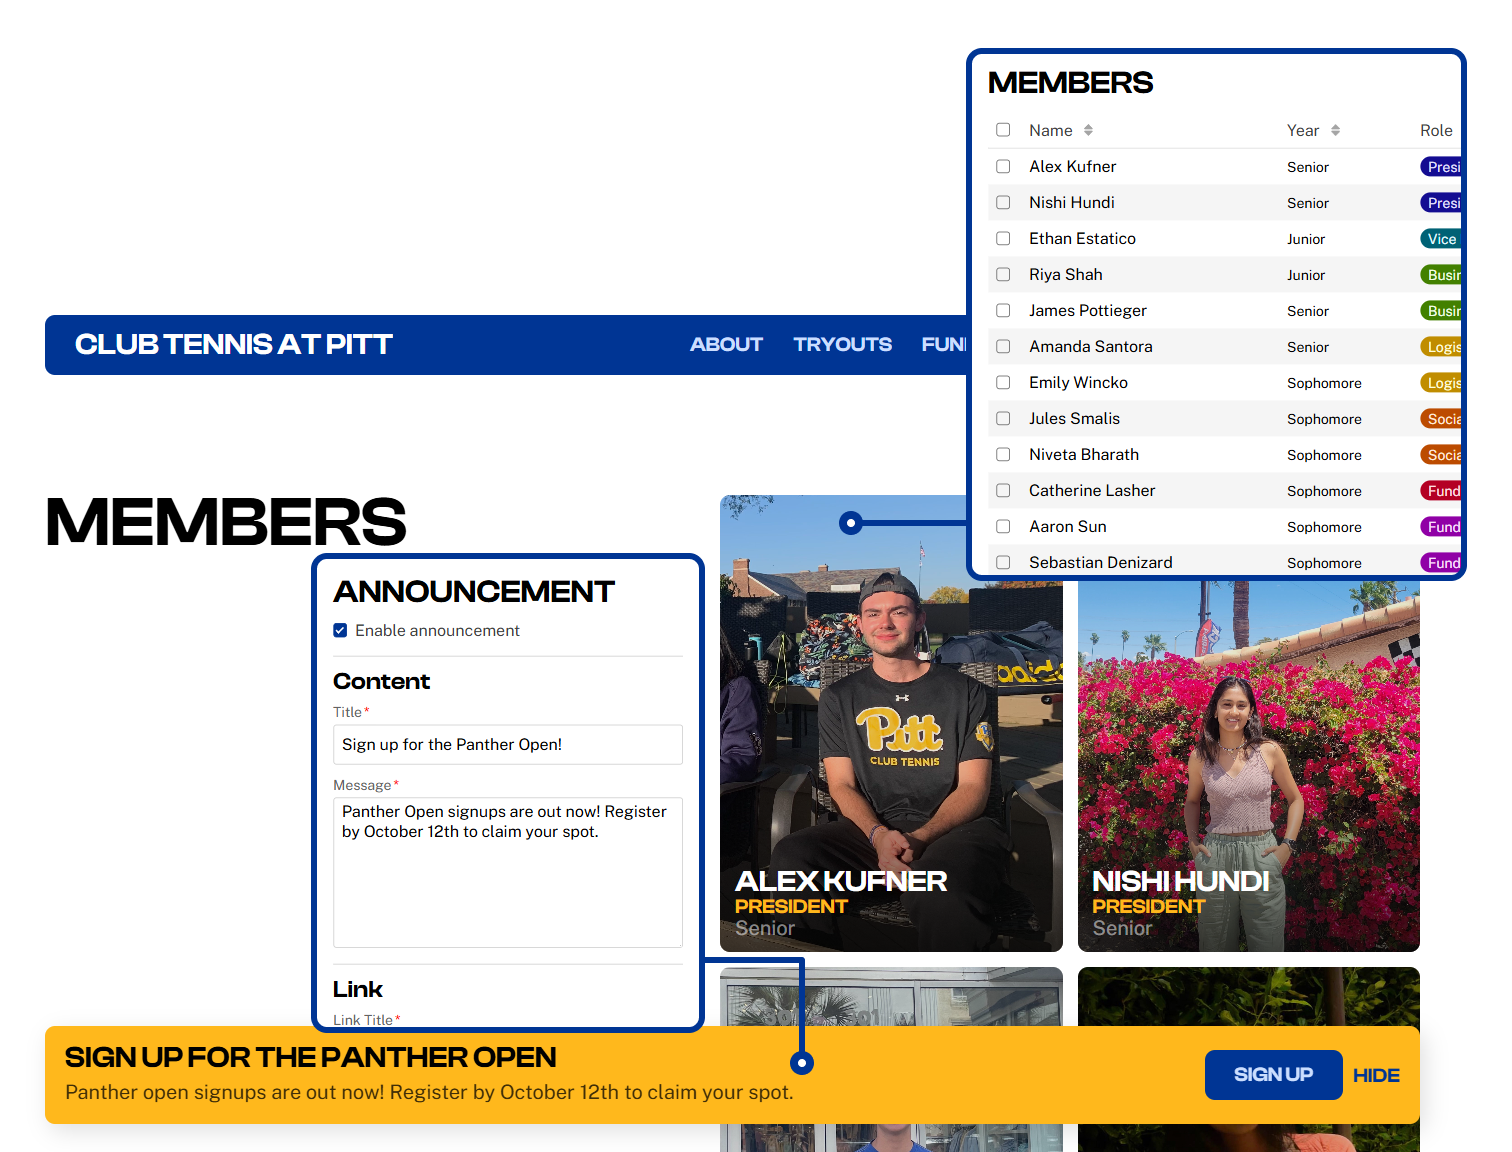 MEMBERS
Name Year Role
Alex Kufner Senior Presi
Nishi Hundi Senior Presi
Ethan Estatico Junior Vice
Riya Shah Junior Busin
James Pottieger Senior Busin
Amanda Santora Senior Logis
Emily Wincko Sophomore Logis
Jules Smalis Sophomore Socia
Niveta Bharath Sophomore Socia
Catherine Lasher Sophomore Fund
Aaron Sun Sophomore Fund
Sebastian Denizard Sophomore Fund
CLUB TENNIS AT PITT ABOUT TRYOUTS FUN
MEMBERS
ANNOUNCEMENT
Enable announcement
Content
Title*
Sign up for the Panther Open!
Message*
Panther Open signups are out now! Register
by October 12th to claim your spot.
Link
Link Title*
adidas
Pitt
CLUB TENNIS
ALEX KUFNER
PRESIDENT
Senior
NISHI HUNDI
PRESIDENT
Senior
SIGN UP FOR THE PANTHER OPEN
Panther open signups are out now! Register by October 12th to claim your spot.
SIGN UP HIDE